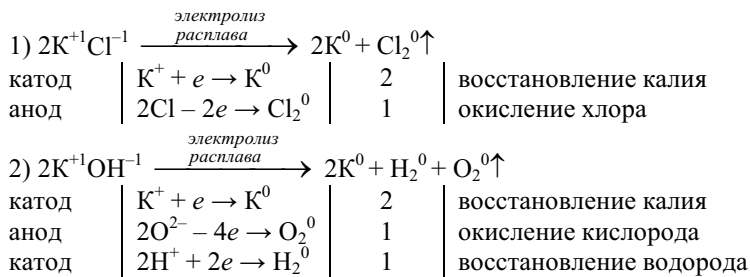 электролиз
расплава
1) 2K⁺¹Cl⁻¹ ⟶ 2K⁰ + Cl₂⁰↑
катод | K⁺ + e → K⁰ | 2 | восстановление калия
анод | 2Cl – 2e → Cl₂⁰ | 1 | окисление хлора
электролиз
расплава
2) 2K⁺¹OH⁻¹ ⟶ 2K⁰ + H₂⁰ + O₂⁰↑
катод | K⁺ + e → K⁰ | 2 | восстановление калия
анод | 2O²⁻ – 4e → O₂⁰ | 1 | окисление кислорода
катод | 2H⁺ + 2e → H₂⁰ | 1 | восстановление водорода